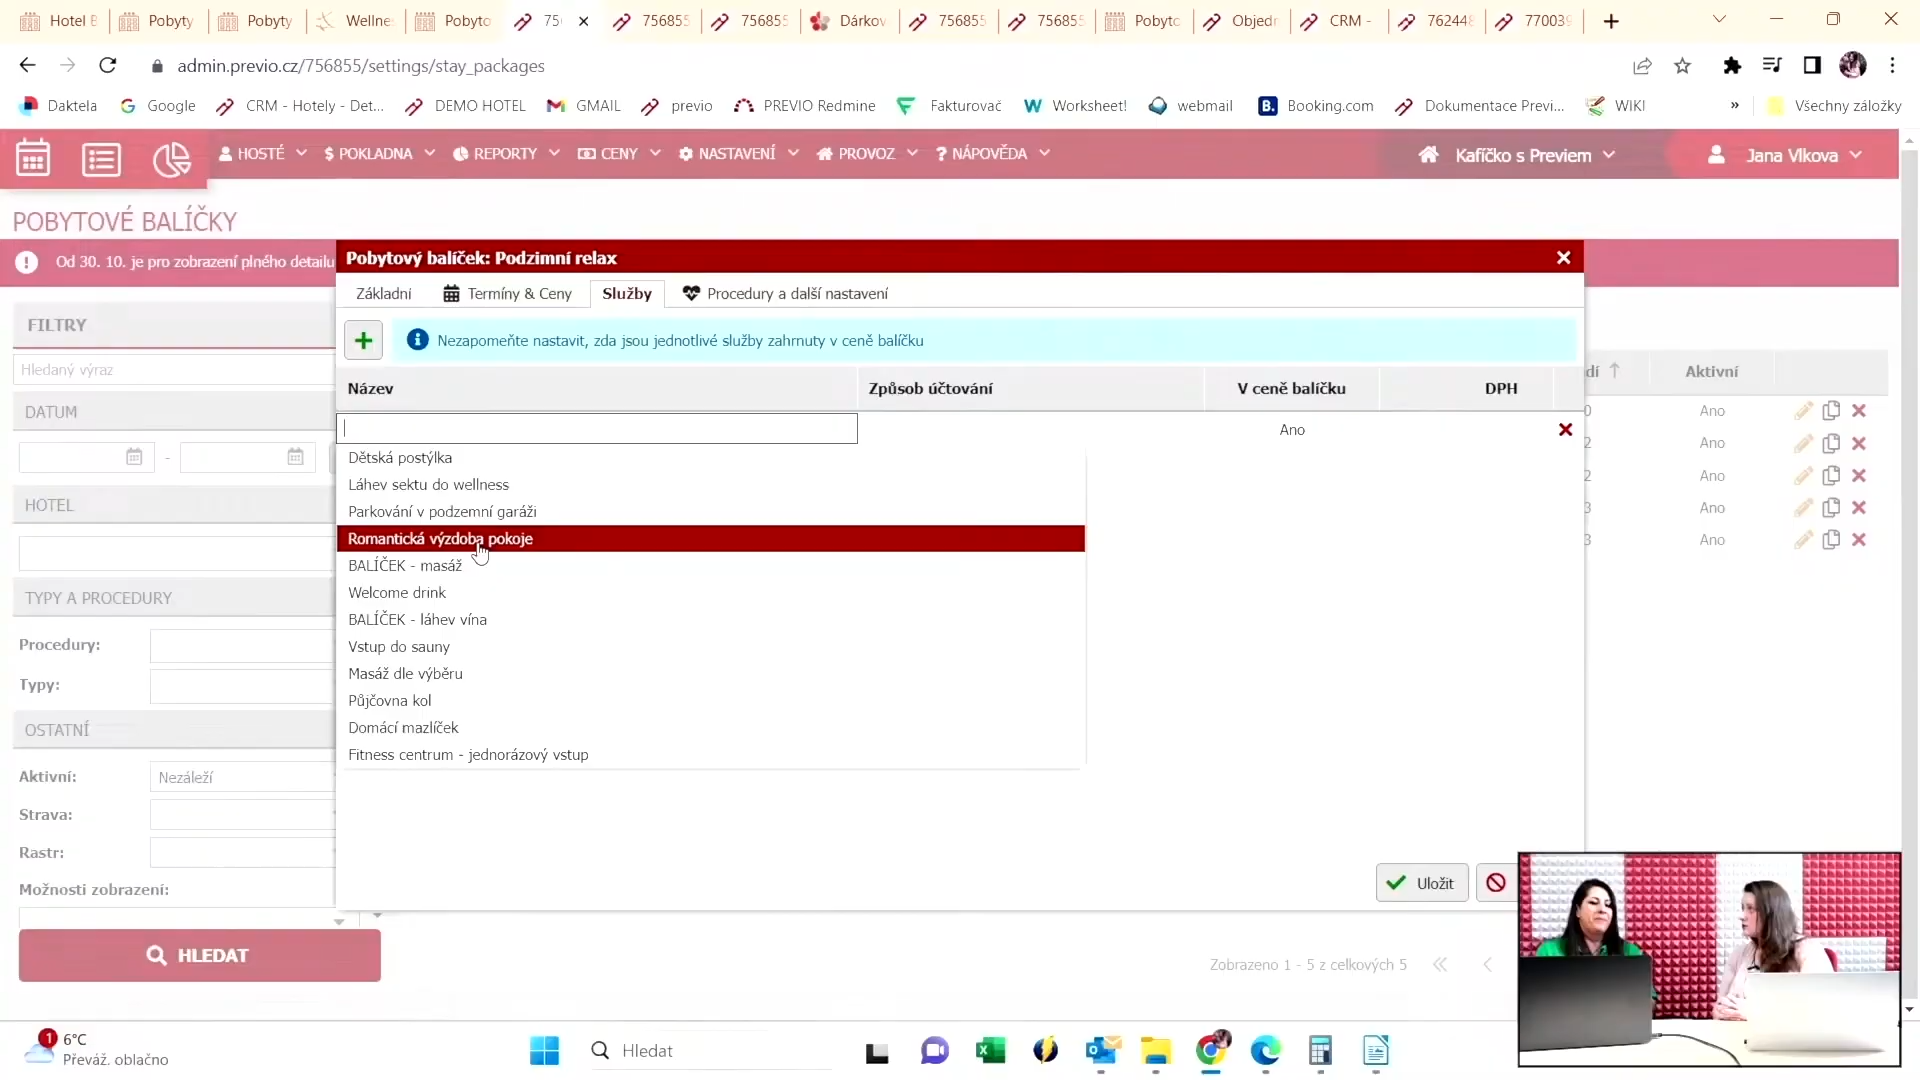 Hotel
Pobyty
Pobyty
Wellne
Pobyto
756855
756855
Dárkov
756855
756855
Pobyto
Objedn
CRM -
762448
770039
admin.previo.cz/756855/settings/stay_packages
Daktela
Google
CRM - Hotely - Det...
DEMO HOTEL
GMAIL
previo
PREVIO Redmine
Fakturovač
Worksheet!
webmail
Booking.com
Dokumentace Previ...
WIKI
»
Všechny záložky
HOSTÉ
$ POKLADNA
REPORTY
CENY
NASTAVENÍ
PROVOZ
? NÁPOVĚDA
Kafíčko s Previem
Jana Vlkova
POBYTOVÉ BALÍČKY
Od 30. 10. je pro zobrazení plného detailu
Pobytový balíček: Podzimní relax
Základní
Termíny & Ceny
Služby
Procedury a další nastavení
Nezapomeňte nastavit, zda jsou jednotlivé služby zahrnuty v ceně balíčku
Název
Způsob účtování
V ceně balíčku
DPH
Ano
Dětská postýlka
Láhev sektu do wellness
Parkování v podzemní garáži
Romantická výzdoba pokoje
BALÍČEK - masáž
Welcome drink
BALÍČEK - láhev vína
Vstup do sauny
Masáž dle výběru
Půjčovna kol
Domácí mazlíček
Fitness centrum - jednorázový vstup
Uložit
FILTRY
Hledaný výraz
DATUM
-
HOTEL
TYPY A PROCEDURY
Procedury:
Typy:
OSTATNÍ
Aktivní:
Nezáleží
Strava:
Rastr:
Možnosti zobrazení:
HLEDAT
Aktivní
0 Ano
2 Ano
2 Ano
3 Ano
3 Ano
Zobrazeno 1 - 5 z celkových 5
1
6°C
Převáž. oblačno
Hledat